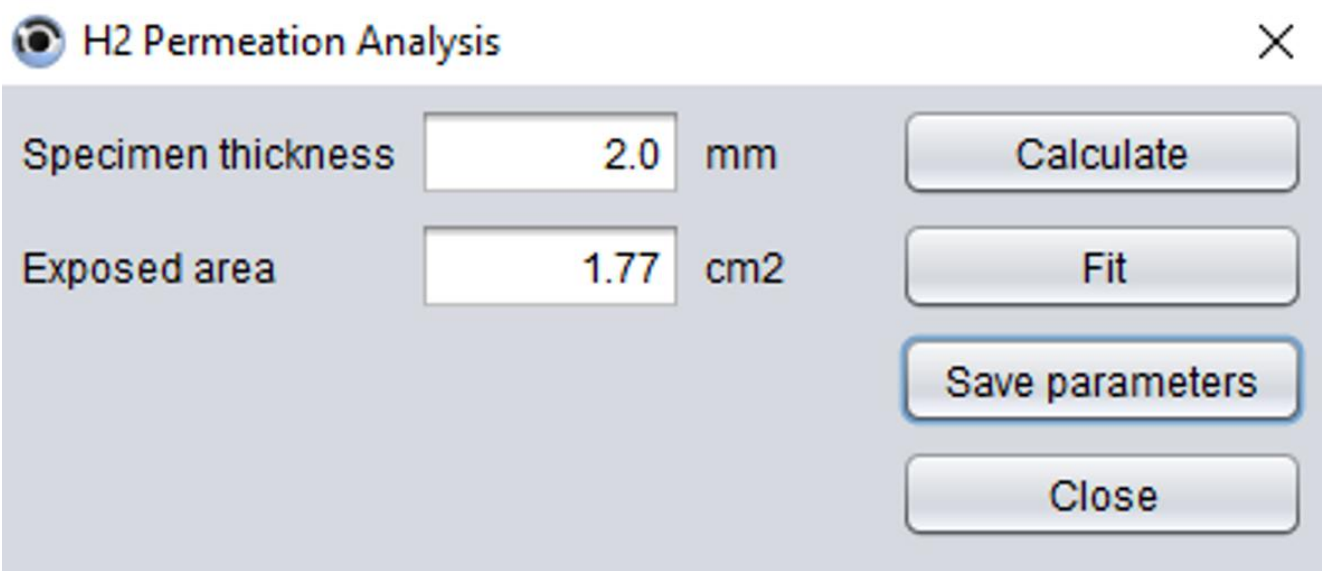 H2 Permeation Analysis
Specimen thickness 2.0 mm Calculate
Exposed area 1.77 cm2 Fit
Save parameters
Close